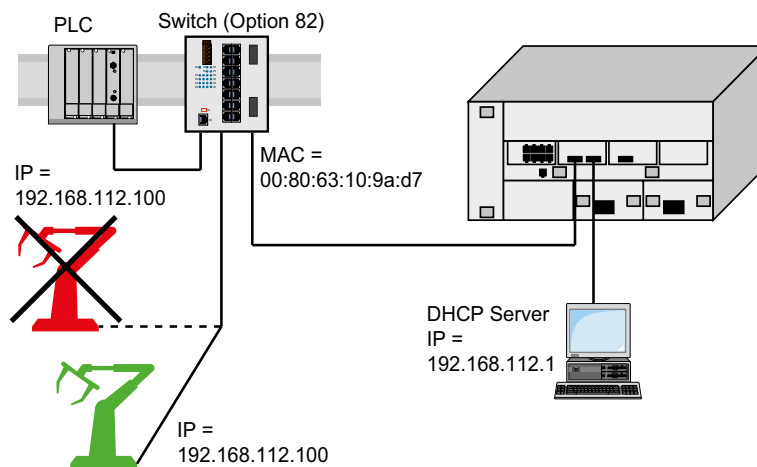 PLC
Switch (Option 82)
MAC =
00:80:63:10:9a:d7
IP =
192.168.112.100
DHCP Server
IP =
192.168.112.1
IP =
192.168.112.100